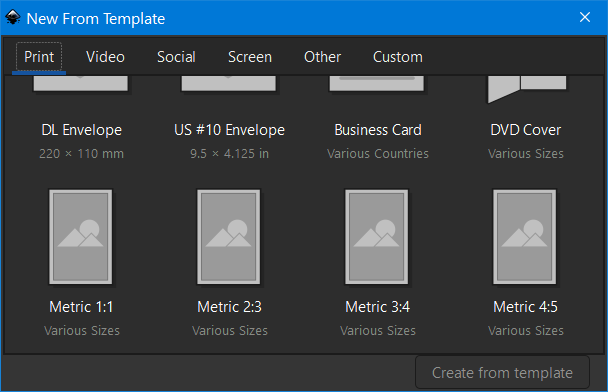 New From Template
Print Video Social Screen Other Custom
DL Envelope US #10 Envelope Business Card DVD Cover
220 × 110 mm 9.5 × 4.125 in Various Countries Various Sizes
Metric 1:1 Metric 2:3 Metric 3:4 Metric 4:5
Various Sizes Various Sizes Various Sizes Various Sizes
Create from template